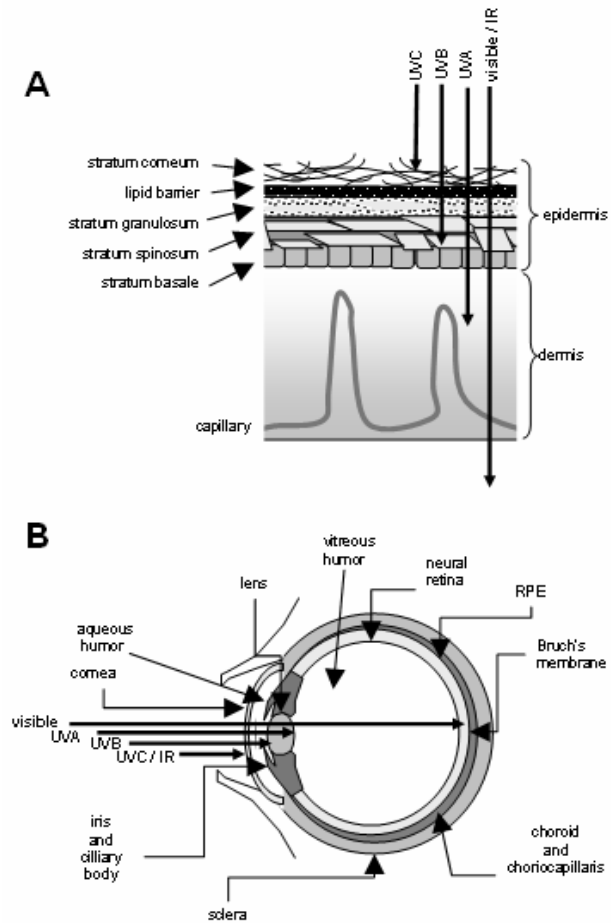 A
UVC
UVB
UVA
visible / IR
stratum corneum
lipid barrier
stratum granulosum
stratum spinosum
stratum basale
epidermis
dermis
capillary
B
vitreous
humor
neural
retina
lens
RPE
aqueous
humor
Bruch's
membrane
cornea
visible
UVA
UVB
UVC / IR
iris
and
cilliary
body
choroid
and
choriocapillaris
sclera